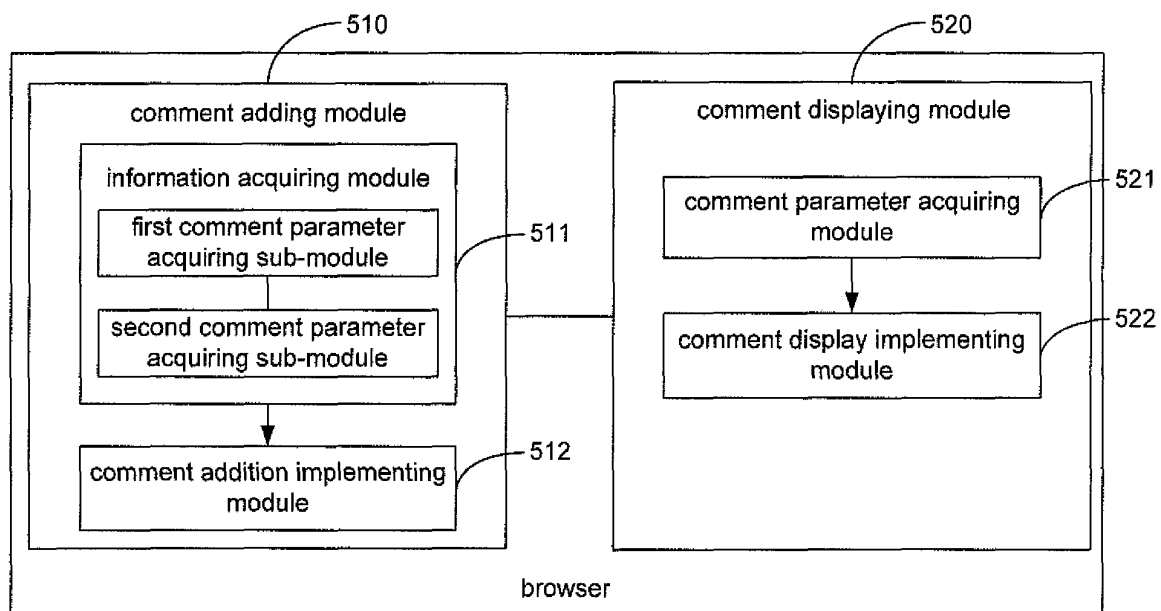 510
520
comment adding module
information acquiring module
first comment parameter
acquiring sub-module
511
second comment parameter
acquiring sub-module
comment addition implementing
module
512
comment displaying module
comment parameter acquiring
module
521
comment display implementing
module
522
browser